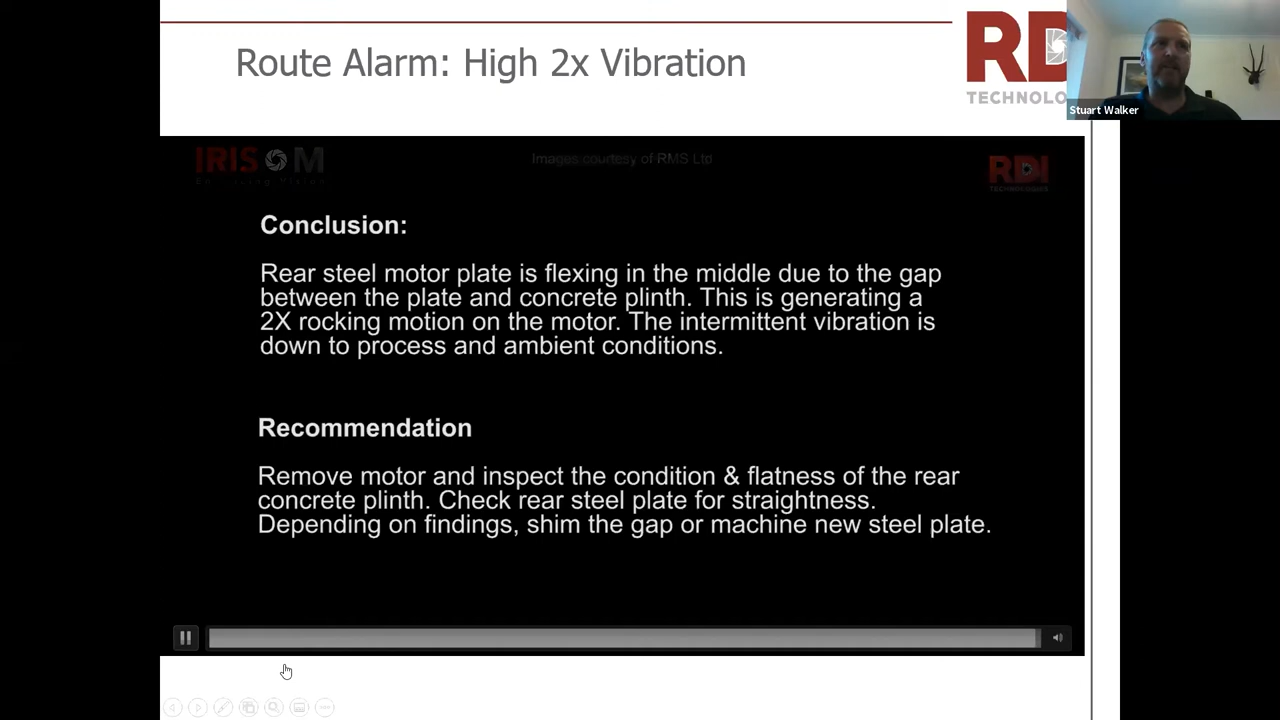 Route Alarm: High 2x Vibration
RD
TECHNOLO
Stuart Walker
IRIS M
Images courtesy of RMS Ltd
RDI
TECHNOLOGIES
Conclusion:
Rear steel motor plate is flexing in the middle due to the gap
between the plate and concrete plinth. This is generating a
2X rocking motion on the motor. The intermittent vibration is
down to process and ambient conditions.
Recommendation
Remove motor and inspect the condition & flatness of the rear
concrete plinth. Check rear steel plate for straightness.
Depending on findings, shim the gap or machine new steel plate.